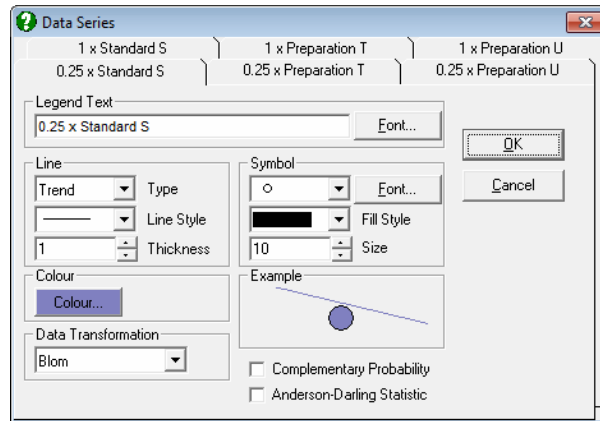 Data Series
1 x Standard S
1 x Preparation T
1 x Preparation U
0.25 x Standard S
0.25 x Preparation T
0.25 x Preparation U
Legend Text
0.25 x Standard S
Font...
OK
Cancel
Line
Trend
Type
Line Style
1
Thickness
Symbol
Font...
Fill Style
10
Size
Colour
Colour...
Example
Data Transformation
Blom
Complementary Probability
Anderson-Darling Statistic